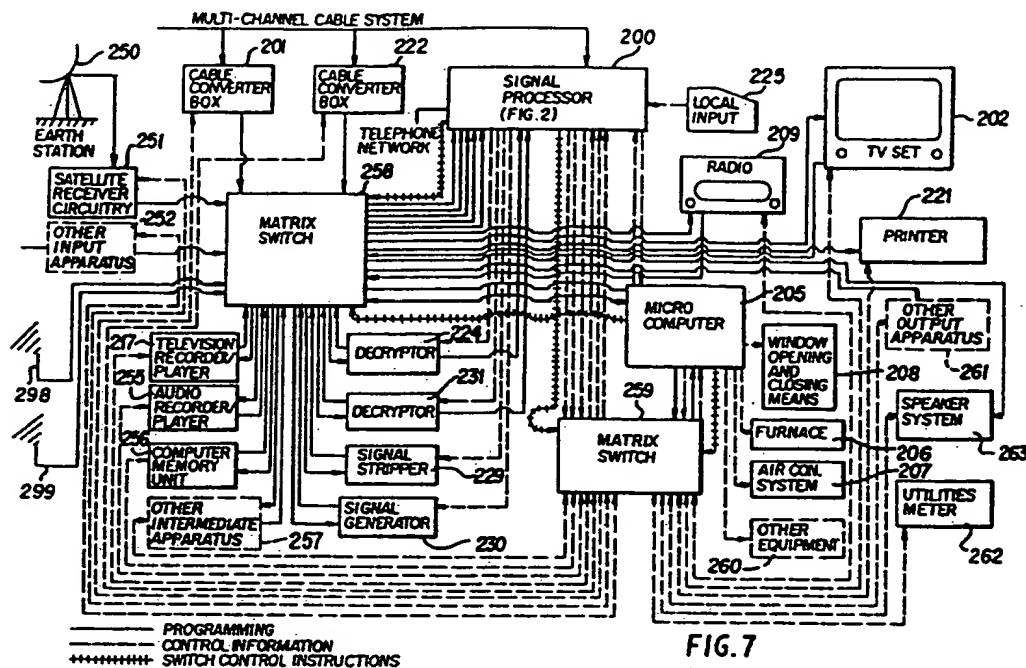 MULTI-CHANNEL CABLE SYSTEM
250
201
222
200
225
CABLE
CONVERTER
BOX
CABLE
CONVERTER
BOX
SIGNAL
PROCESSOR
(FIG.2)
LOCAL
INPUT
202
TV SET
EARTH
STATION
251
TELEPHONE
NETWORK
209
RADIO
SATELLITE
RECEIVER
CIRCUITRY
258
252
MATRIX
SWITCH
221
PRINTER
OTHER
INPUT
APPARATUS
205
MICRO
COMPUTER
OTHER
OUTPUT
APPARATUS
261
217
TELEVISION
RECORDER/
PLAYER
224
DECRYPTOR
WINDOW
OPENING
AND
CLOSING
MEANS
208
298
255
AUDIO
RECORDER/
PLAYER
231
DECRYPTOR
259
MATRIX
SWITCH
SPEAKER
SYSTEM
263
FURNACE
206
256
COMPUTER
MEMORY
UNIT
SIGNAL
STRIPPER
229
AIR CON.
SYSTEM
207
299
UTILITIES
METER
262
OTHER
INTERMEDIATE
APPARATUS
257
SIGNAL
GENERATOR
230
OTHER
EQUIPMENT
260
PROGRAMMING
CONTROL INFORMATION
SWITCH CONTROL INSTRUCTIONS
FIG.7